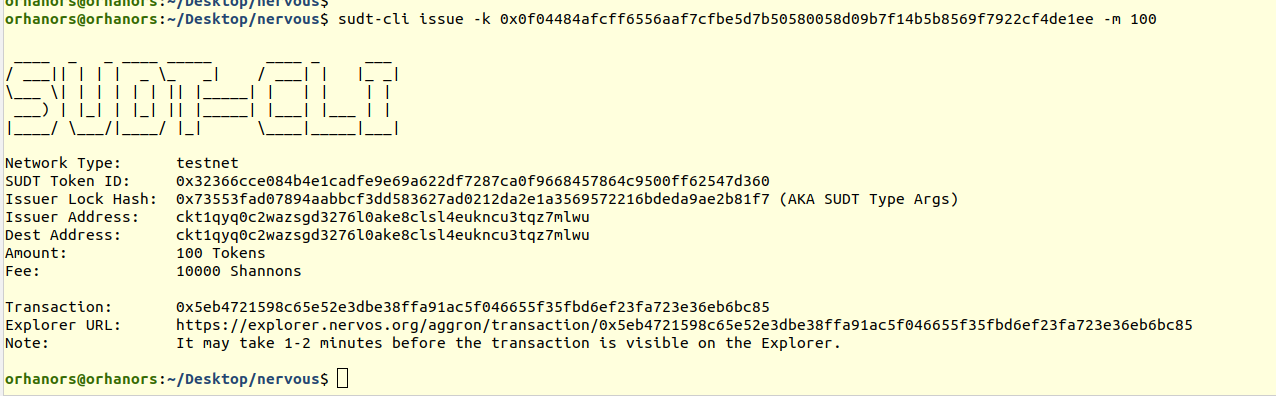 orhanors@orhanors:~/Desktop/nervous$
orhanors@orhanors:~/Desktop/nervous$ sudt-cli issue -k 0x0f04484afcff6556aaf7cfbe5d7b50580058d09b7f14b5b8569f7922cf4de1ee -m 100
SUDT-CLI
Network Type: testnet
SUDT Token ID: 0x32366cce084b4e1cadfe9e69a622df7287ca0f9668457864c9500ff62547d360
Issuer Lock Hash: 0x73553fad07894aabbcf3dd583627ad0212da2e1a3569572216bdeda9ae2b81f7 (AKA SUDT Type Args)
Issuer Address: ckt1qyq0c2wazsgd3276l0ake8clsl4eukncu3tqz7mlwu
Dest Address: ckt1qyq0c2wazsgd3276l0ake8clsl4eukncu3tqz7mlwu
Amount: 100 Tokens
Fee: 10000 Shannons
Transaction: 0x5eb4721598c65e52e3dbe38ffa91ac5f046655f35fbd6ef23fa723e36eb6bc85
Explorer URL: https://explorer.nervos.org/aggron/transaction/0x5eb4721598c65e52e3dbe38ffa91ac5f046655f35fbd6ef23fa723e36eb6bc85
Note: It may take 1-2 minutes before the transaction is visible on the Explorer.
orhanors@orhanors:~/Desktop/nervous$